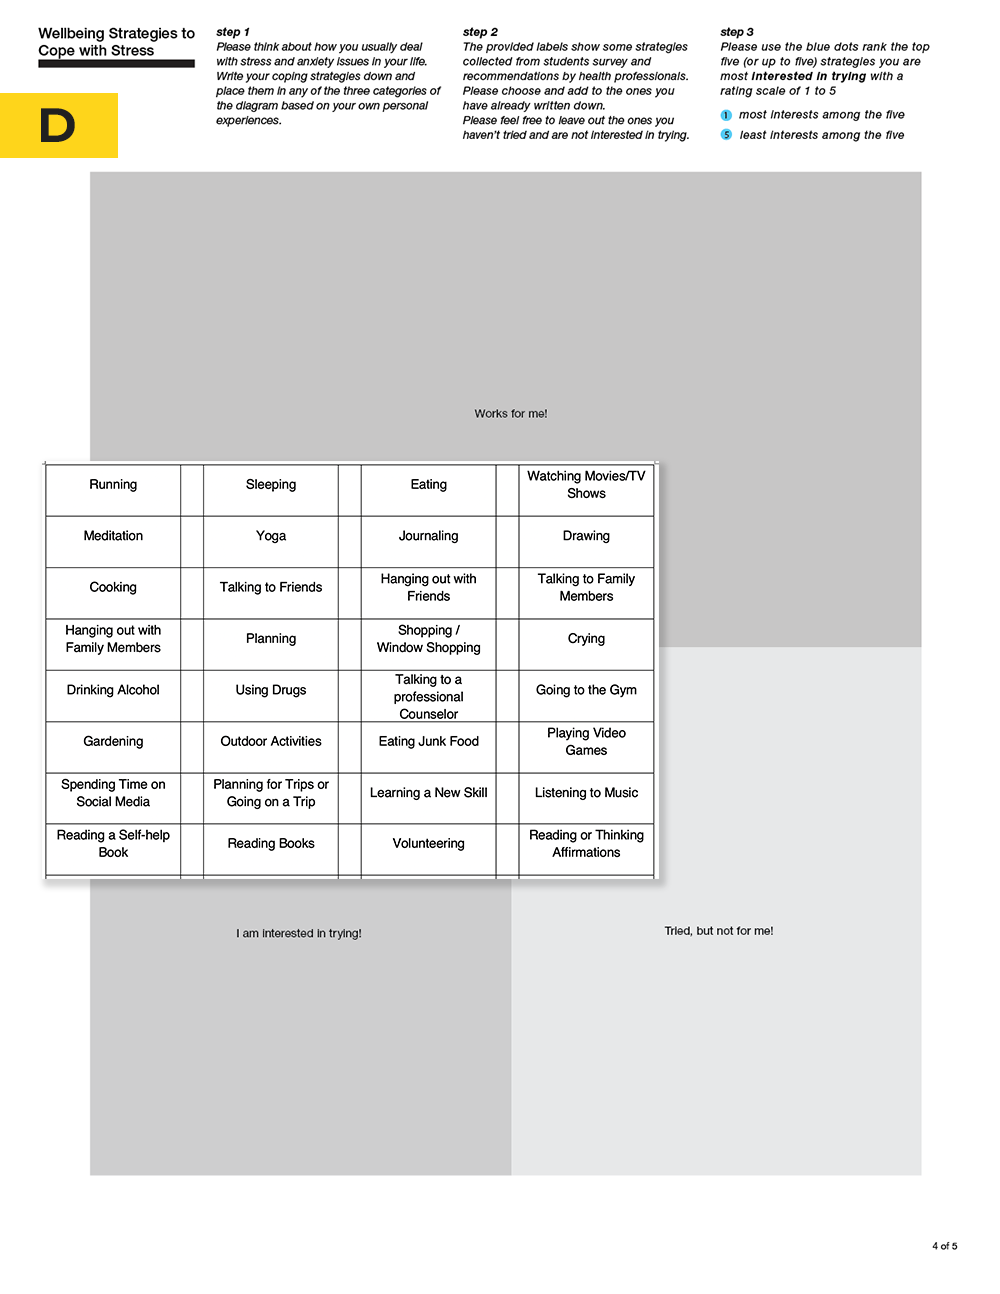 Wellbeing Strategies to
Cope with Stress
D
step 1
Please think about how you usually deal
with stress and anxiety issues in your life.
Write your coping strategies down and
place them in any of the three categories of
the diagram based on your own personal
experiences.
step 2
The provided labels show some strategies
collected from students survey and
recommendations by health professionals.
Please choose and add to the ones you
have already written down.
Please feel free to leave out the ones you
haven't tried and are not interested in trying.
step 3
Please use the blue dots rank the top
five (or up to five) strategies you are
most interested in trying with a
rating scale of 1 to 5
1 most interests among the five
5 least interests among the five
Works for me!
Running
Sleeping
Eating
Watching Movies/TV
Shows
Meditation
Yoga
Journaling
Drawing
Cooking
Talking to Friends
Hanging out with
Friends
Talking to Family
Members
Hanging out with
Family Members
Planning
Shopping /
Window Shopping
Crying
Drinking Alcohol
Using Drugs
Talking to a
professional
Counselor
Going to the Gym
Gardening
Outdoor Activities
Eating Junk Food
Playing Video
Games
Spending Time on
Social Media
Planning for Trips or
Going on a Trip
Learning a New Skill
Listening to Music
Reading a Self-help
Book
Reading Books
Volunteering
Reading or Thinking
Affirmations
I am interested in trying!
Tried, but not for me!
4 of 5